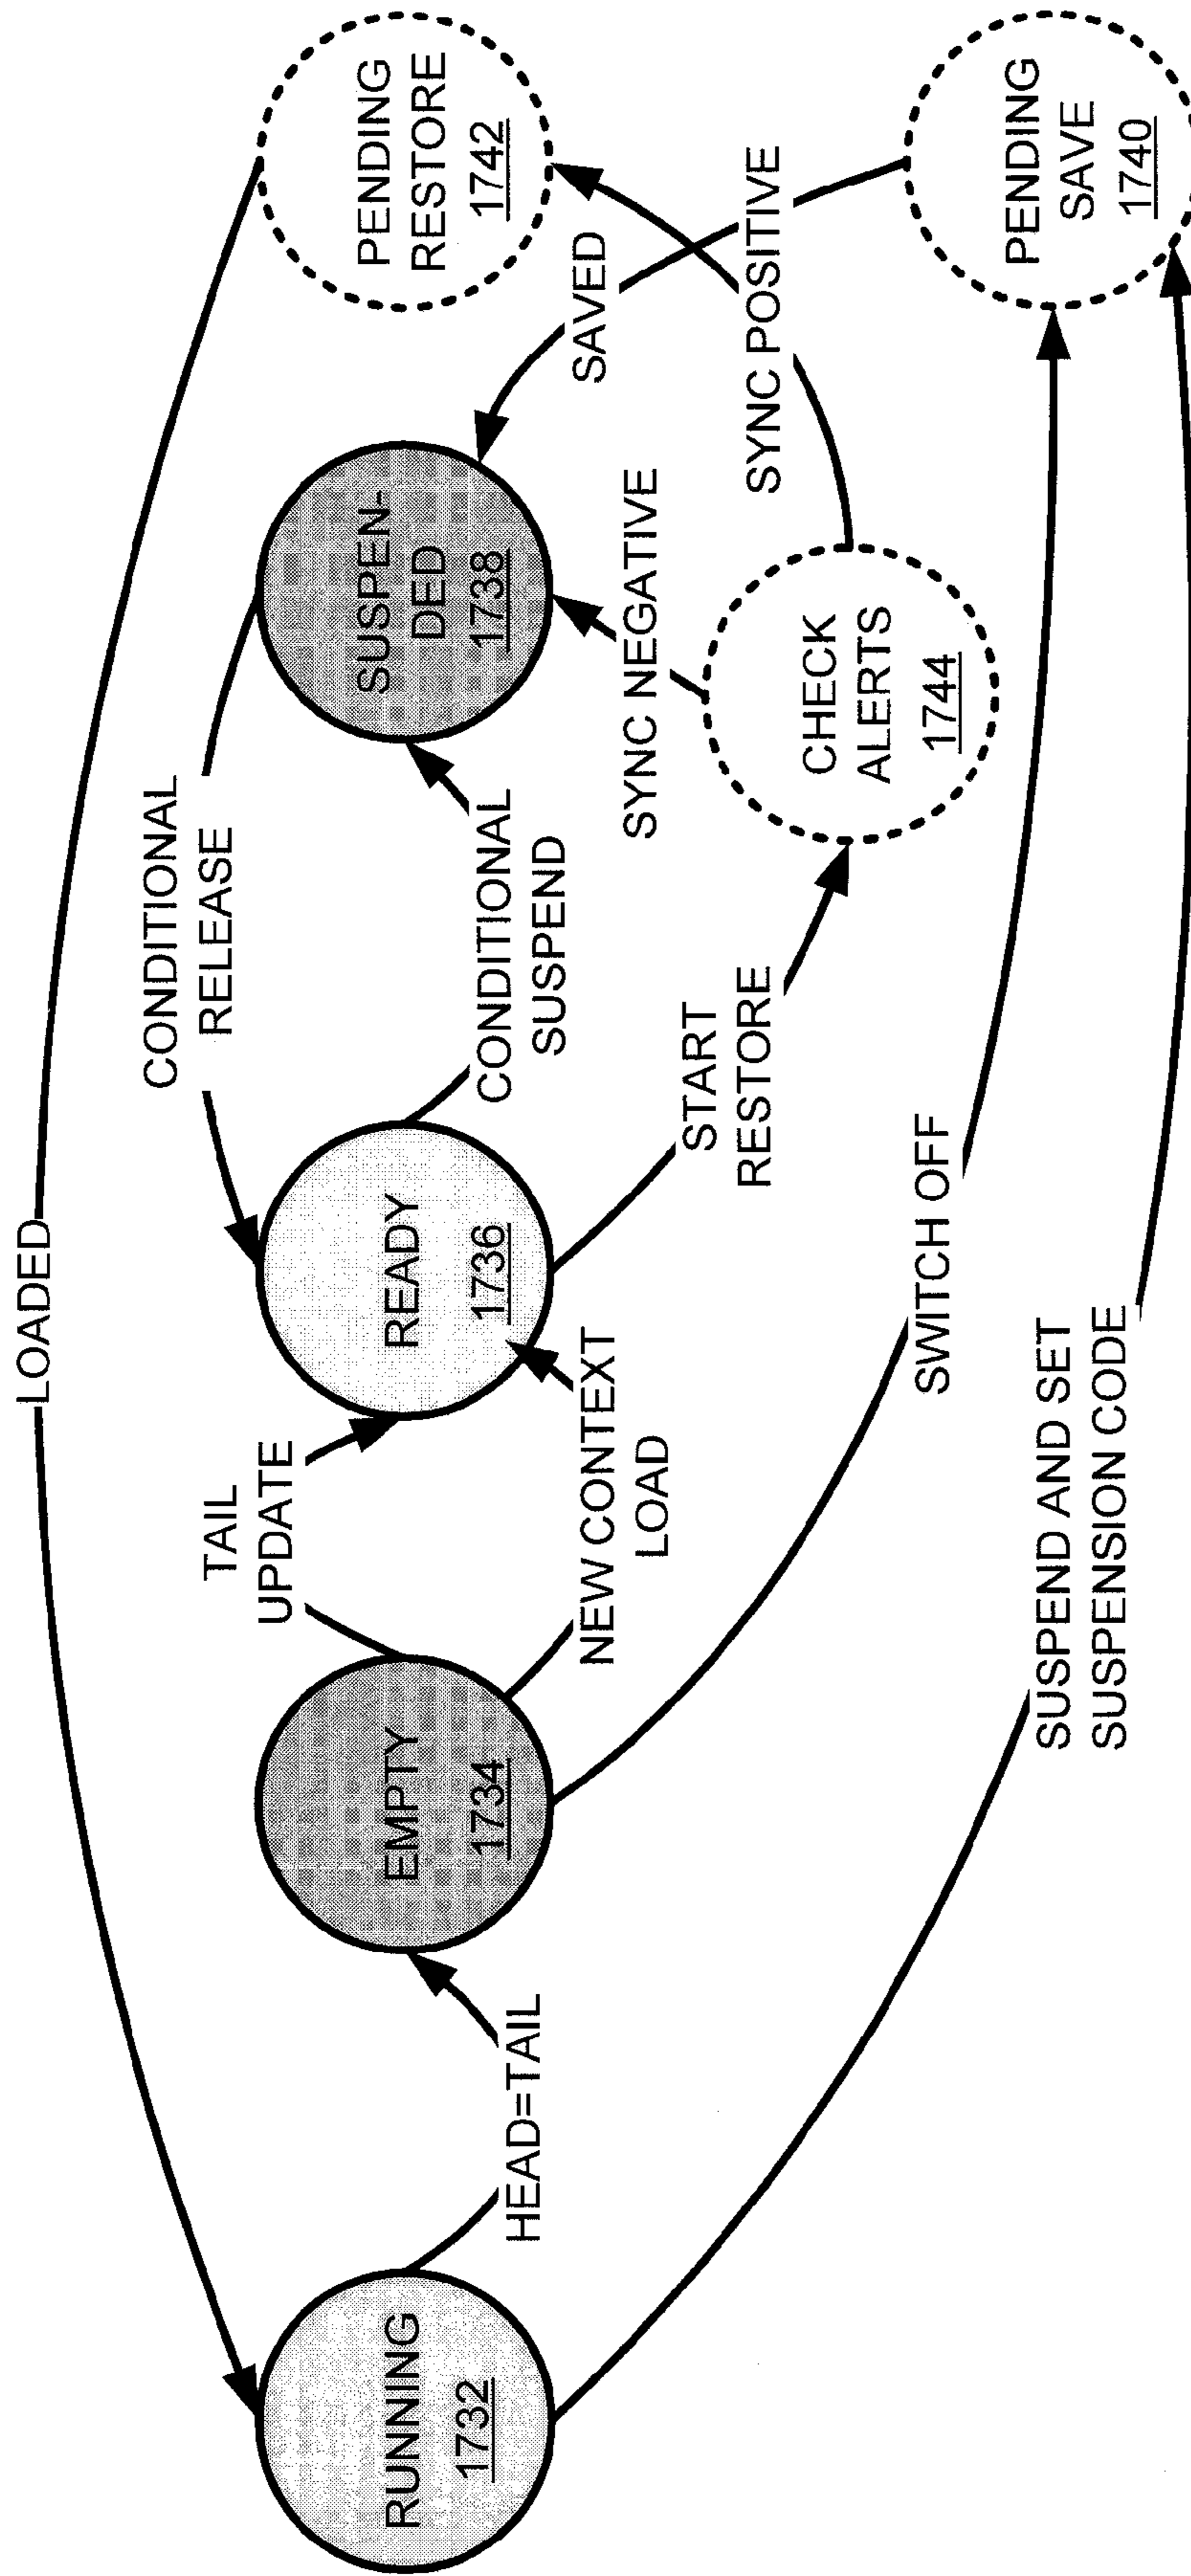 LOADED
CONDITIONAL
RELEASE
TAIL
UPDATE
RUNNING
1732
EMPTY
1734
READY
1736
SUSPEN-
DED
1738
PENDING
RESTORE
1742
HEAD=TAIL
NEW CONTEXT
LOAD
CONDITIONAL
SUSPEND
SAVED
START
RESTORE
SYNC NEGATIVE
SYNC POSITIVE
CHECK
ALERTS
1744
SWITCH OFF
PENDING
SAVE
1740
SUSPEND AND SET
SUSPENSION CODE